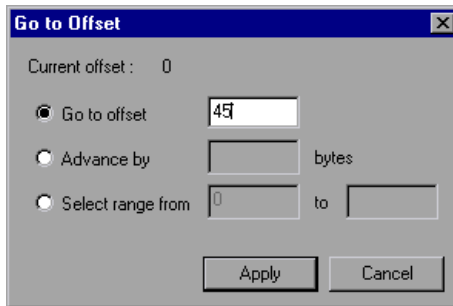 Go to Offset
Current offset : 0
Go to offset 45
Advance by bytes
Select range from 0 to
Apply Cancel